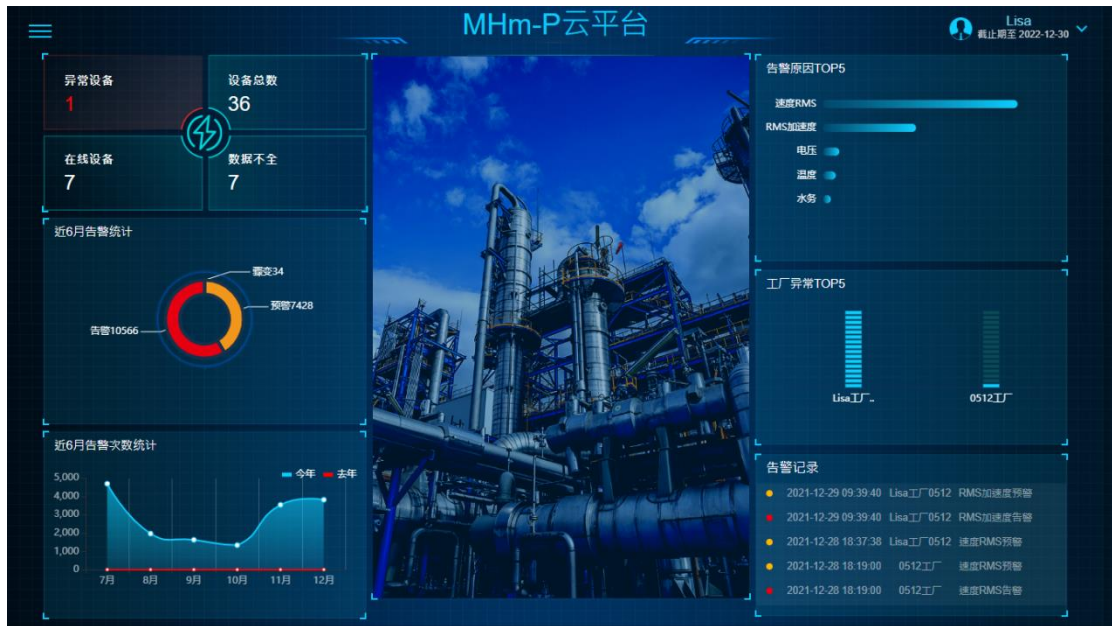 MHm-P云平台
Lisa
截止期至 2022-12-30
异常设备
1
设备总数
36
在线设备
7
数据不全
7
近6月告警统计
骤变34
预警7428
告警10566
近6月告警次数统计
今年 去年
5,000
4,000
3,000
2,000
1,000
0
7月 8月 9月 10月 11月 12月
告警原因TOP5
速度RMS
RMS加速度
电压
温度
水务
工厂异常TOP5
Lisa工厂..
0512工厂
告警记录
2021-12-29 09:39:40 Lisa工厂0512 RMS加速度预警
2021-12-29 09:39:40 Lisa工厂0512 RMS加速度告警
2021-12-28 18:37:38 Lisa工厂0512 速度RMS预警
2021-12-28 18:19:00 0512工厂 速度RMS预警
2021-12-28 18:19:00 0512工厂 速度RMS告警